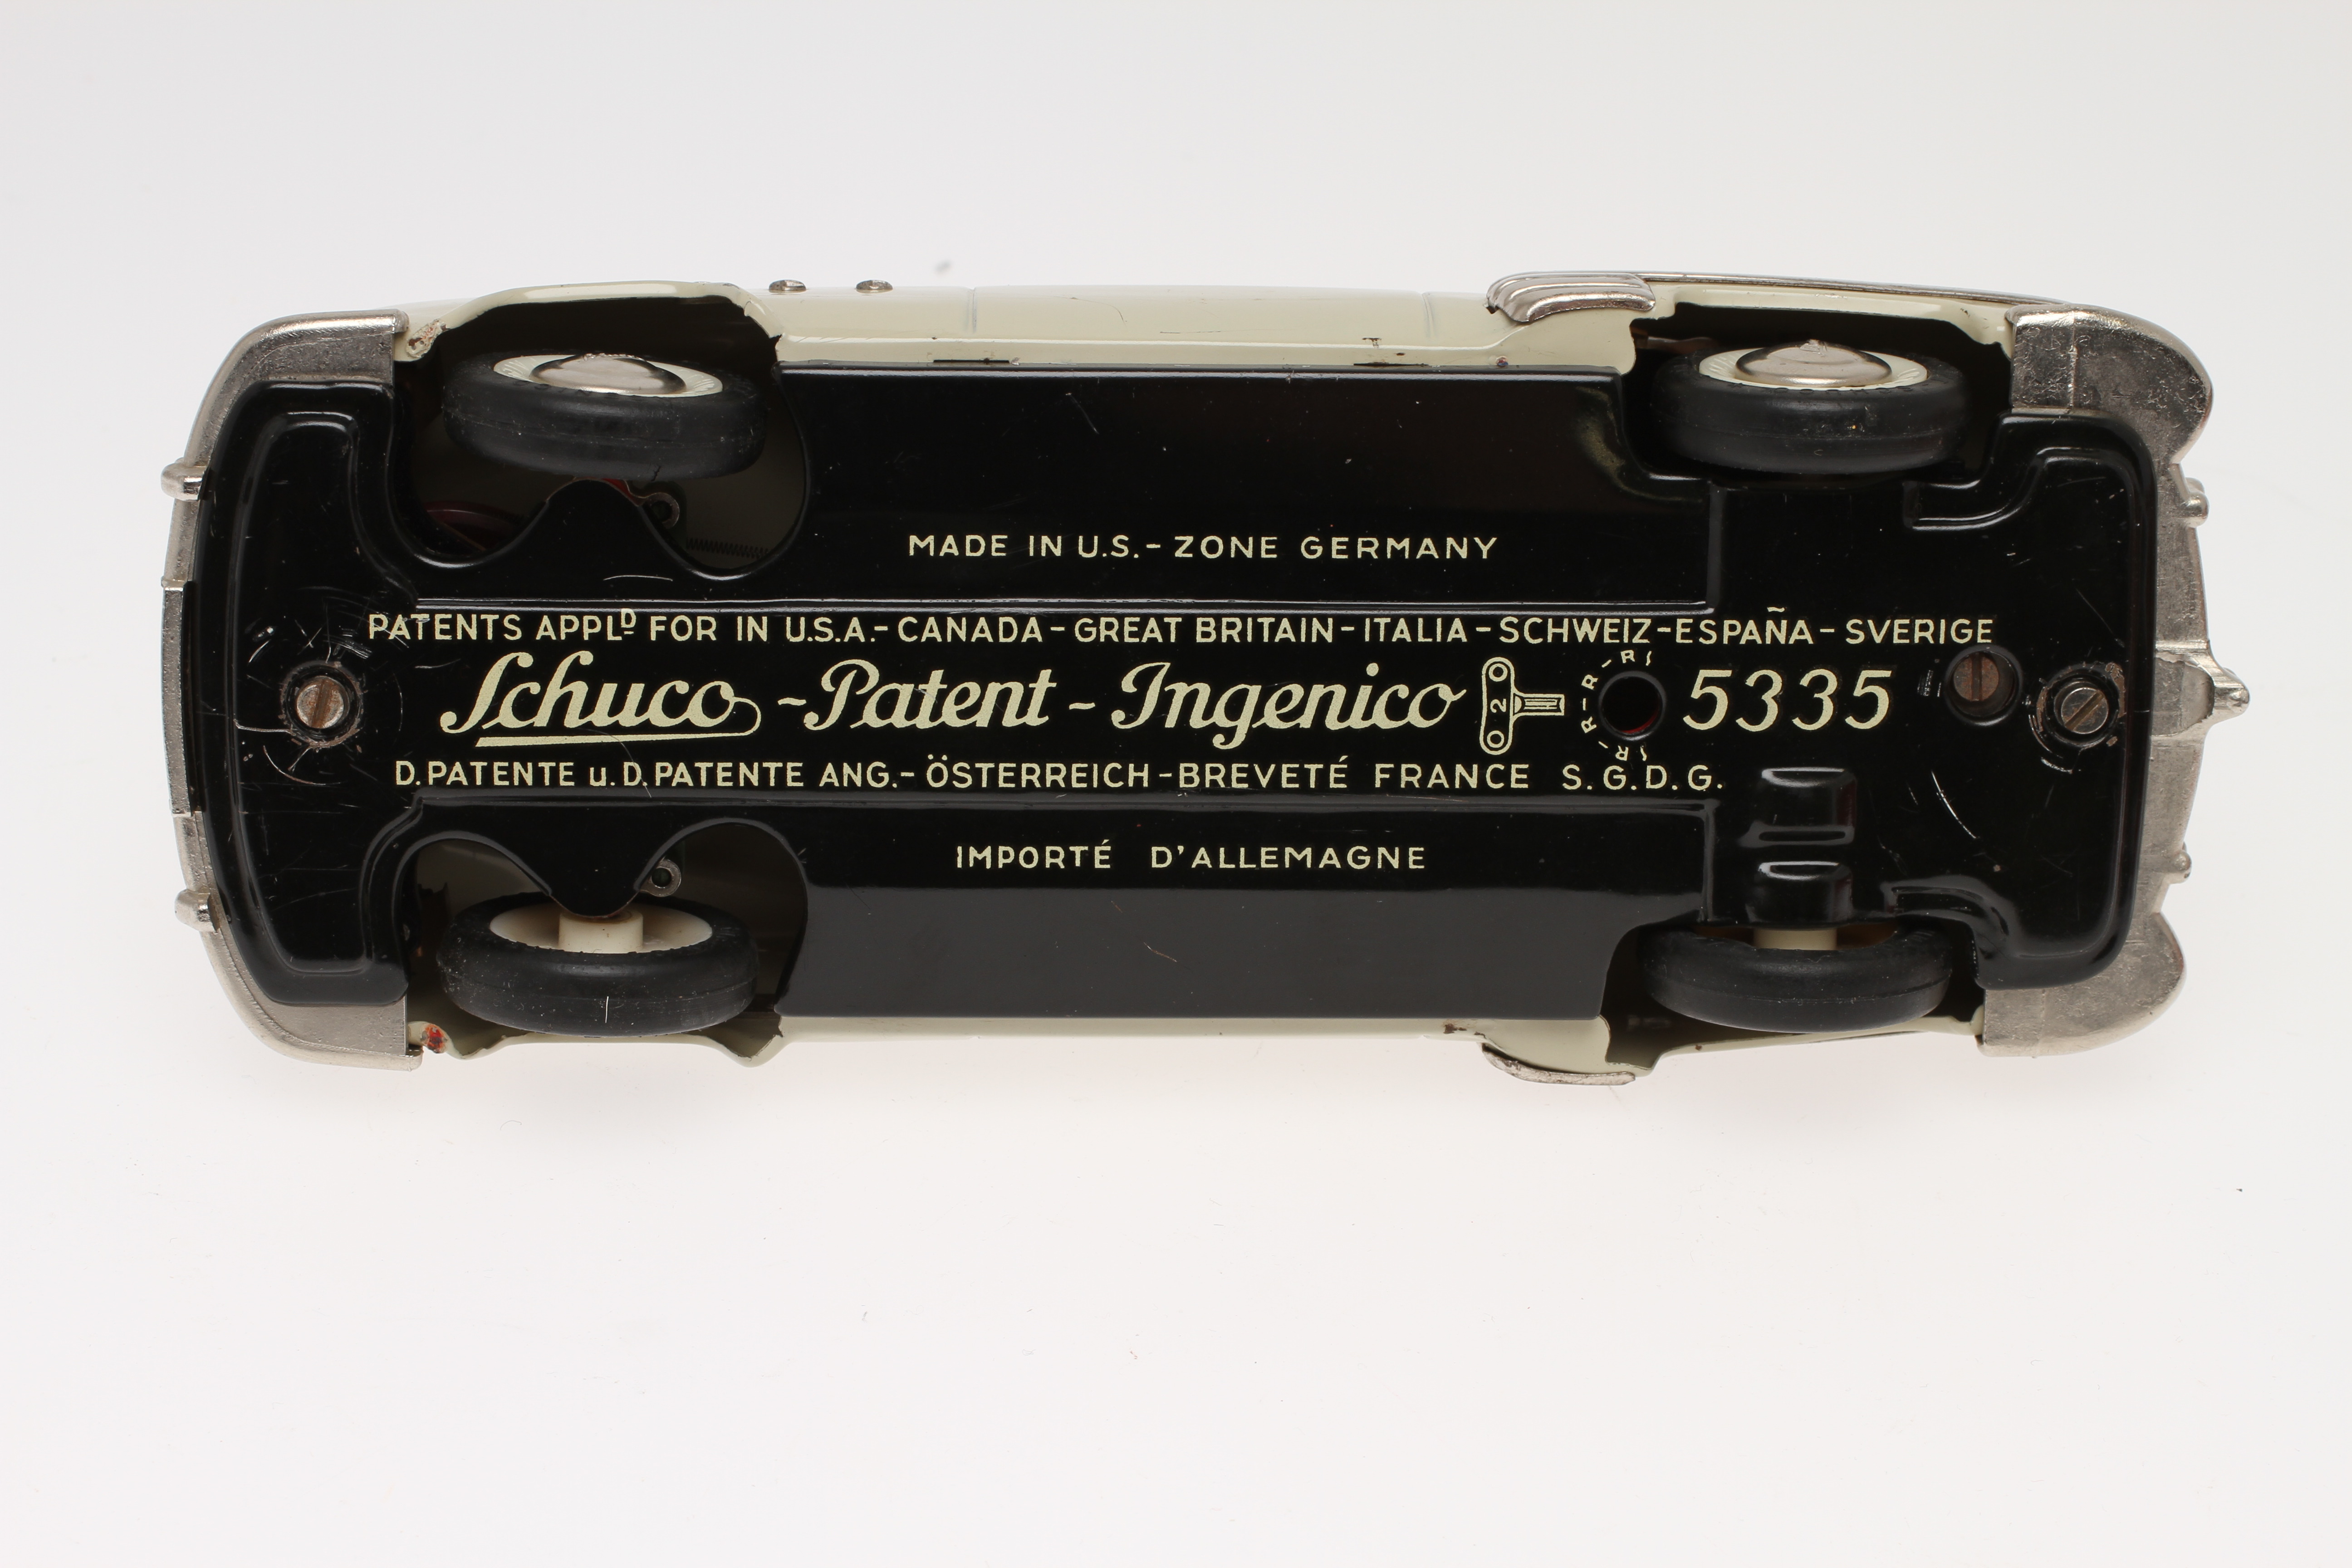 MADE IN U.S.-ZONE GERMANY
PATENTS APPLᴰ FOR IN U.S.A.-CANADA-GREAT BRITAIN-ITALIA-SCHWEIZ-ESPAÑA-SVERIGE
Schuco -Patent-Ingenico 2 R-R-R-R 5335
D.PATENTE u.D.PATENTE ANG.-ÖSTERREICH-BREVETÉ FRANCE S.G.D.G.
IMPORTÉ D'ALLEMAGNE